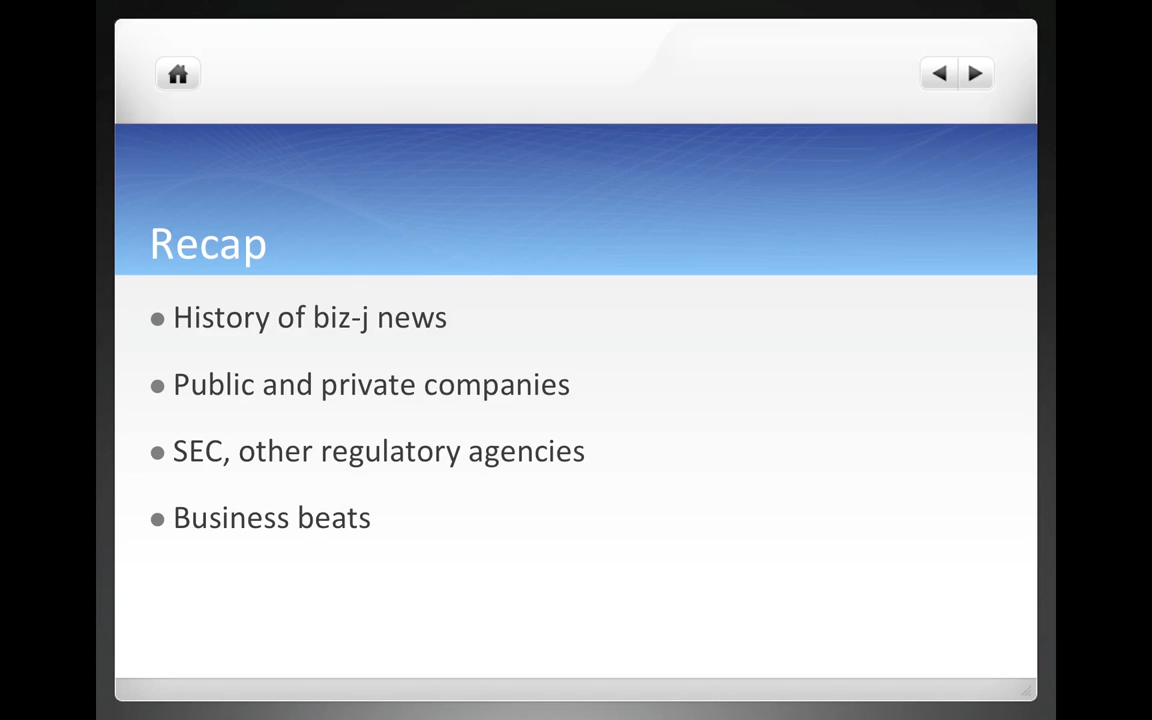 Recap
History of biz-j news
Public and private companies
SEC, other regulatory agencies
Business beats